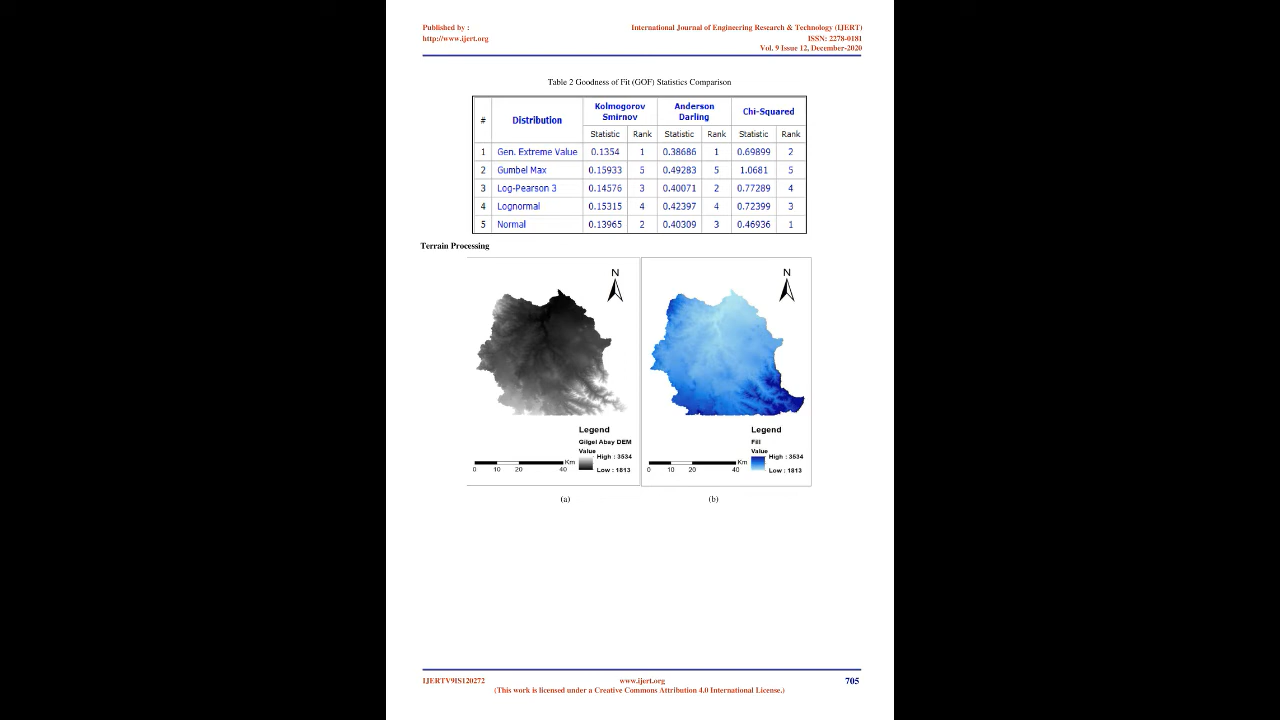 Published by :
http://www.ijert.org
International Journal of Engineering Research & Technology (IJERT)
ISSN: 2278-0181
Vol. 9 Issue 12, December-2020
Table 2 Goodness of Fit (GOF) Statistics Comparison
# Distribution Kolmogorov Smirnov Anderson Darling Chi-Squared
Statistic Rank Statistic Rank Statistic Rank
1 Gen. Extreme Value 0.1354 1 0.38686 1 0.69899 2
2 Gumbel Max 0.15933 5 0.49283 5 1.0681 5
3 Log-Pearson 3 0.14576 3 0.40071 2 0.77289 4
4 Lognormal 0.15315 4 0.42397 4 0.72399 3
5 Normal 0.13965 2 0.40309 3 0.46936 1
Terrain Processing
N
Legend
Gilgel Abay DEM
Value
High : 3534
Low : 1813
Km
0 10 20 40
N
Legend
Fill
Value
High : 3534
Low : 1813
Km
0 10 20 40
(a) (b)
IJERTV9IS120272 www.ijert.org 705
(This work is licensed under a Creative Commons Attribution 4.0 International License.)